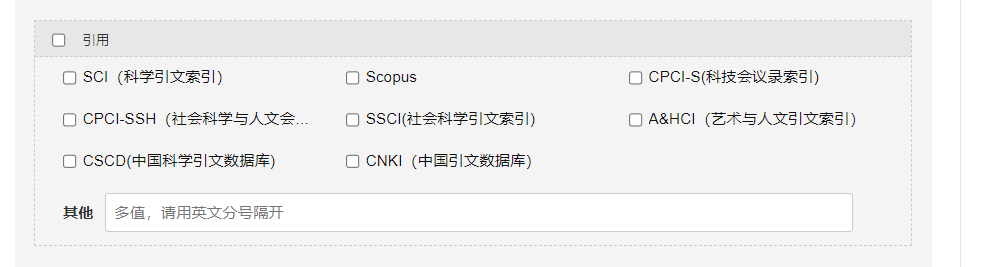 引用
SCI（科学引文索引）
Scopus
CPCI-S(科技会议录索引)
CPCI-SSH（社会科学与人文会...
SSCI(社会科学引文索引)
A&HCI（艺术与人文引文索引）
CSCD(中国科学引文数据库)
CNKI（中国引文数据库）
其他 多值，请用英文分号隔开